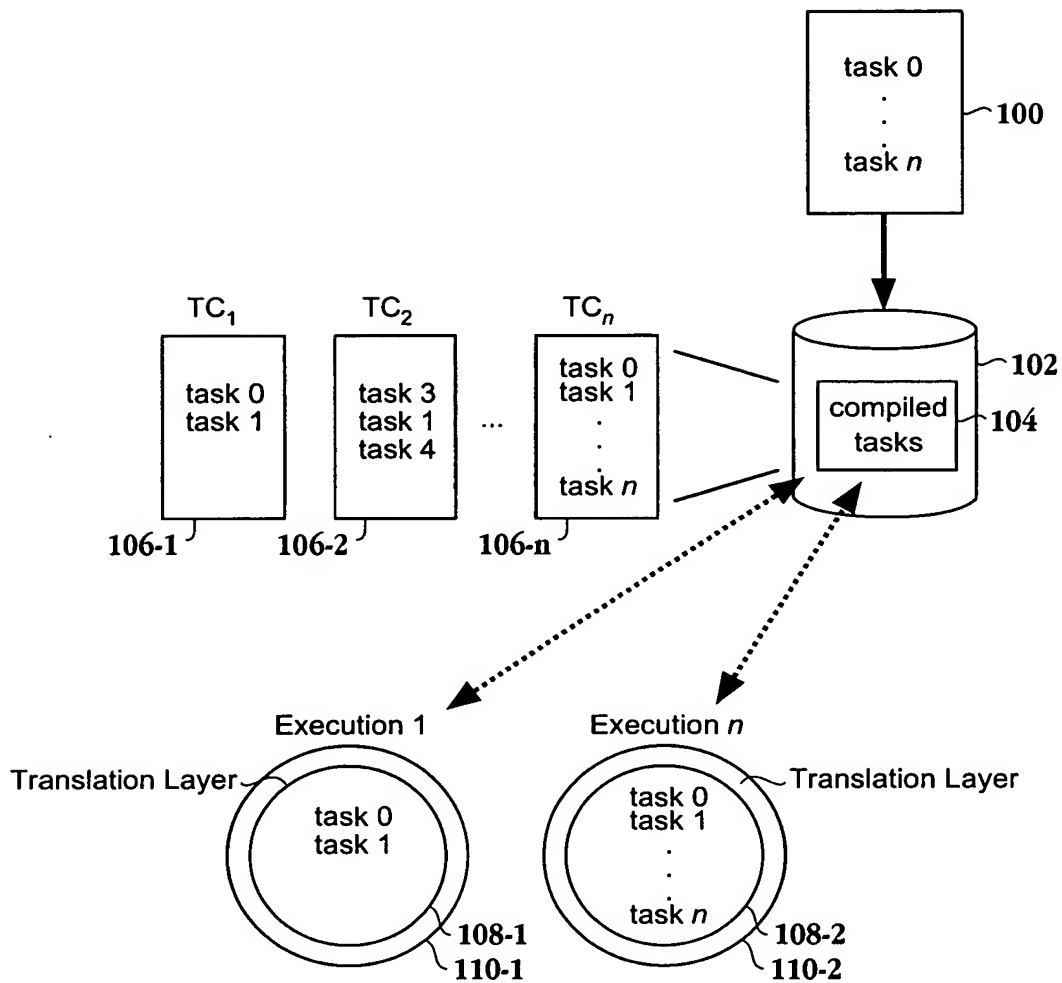 task 0
.
.
.
task n
100
TC1
TC2
TCn
task 0
task 1
task 3
task 1
task 4
...
task 0
task 1
.
.
.
task n
102
compiled
tasks
104
106-1
106-2
106-n
Execution 1
Execution n
Translation Layer
Translation Layer
task 0
task 1
task 0
task 1
.
.
.
task n
108-1
110-1
108-2
110-2